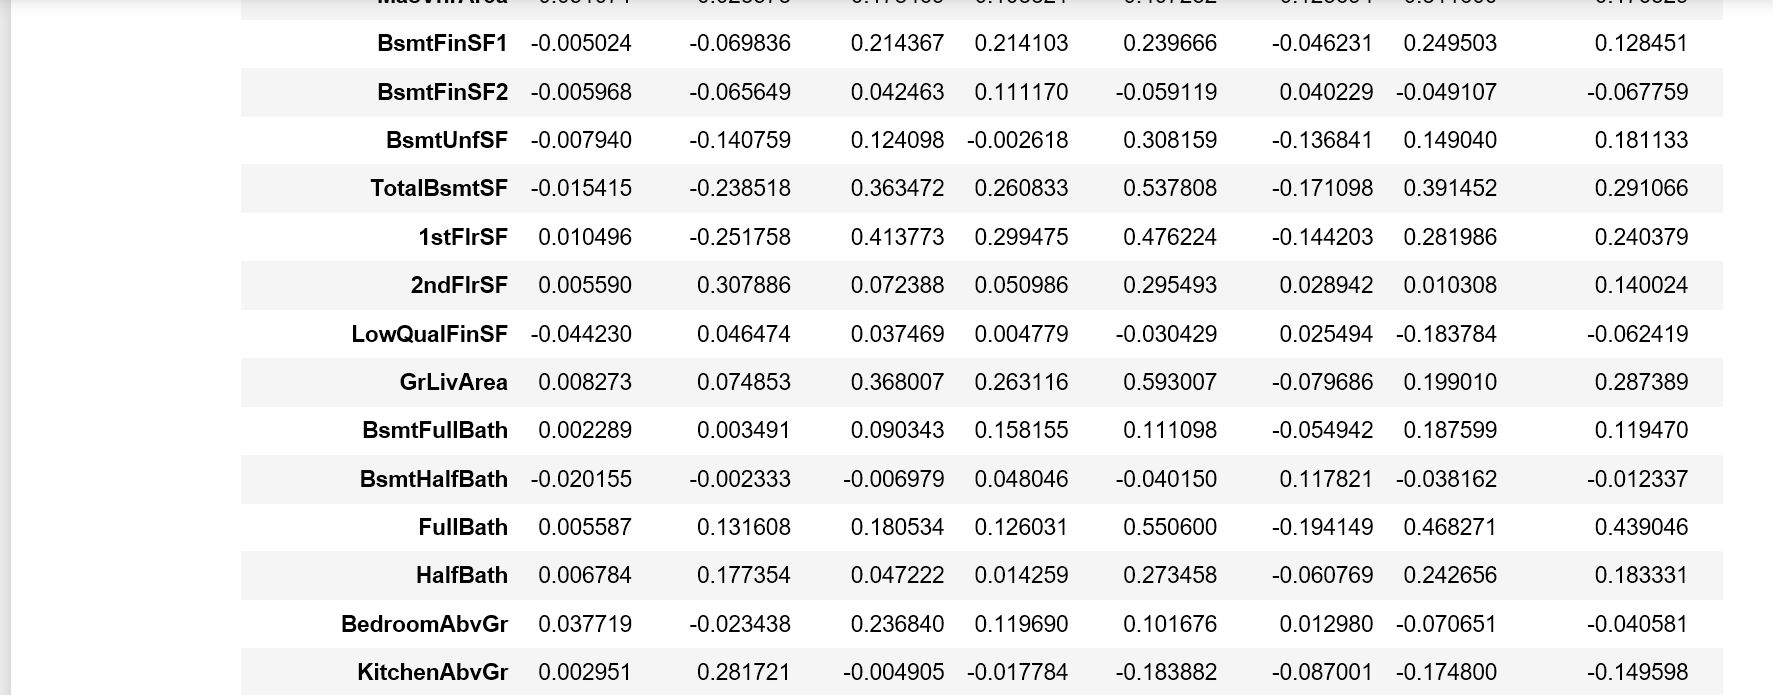 BsmtFinSF1 -0.005024 -0.069836 0.214367 0.214103 0.239666 -0.046231 0.249503 0.128451
BsmtFinSF2 -0.005968 -0.065649 0.042463 0.111170 -0.059119 0.040229 -0.049107 -0.067759
BsmtUnfSF -0.007940 -0.140759 0.124098 -0.002618 0.308159 -0.136841 0.149040 0.181133
TotalBsmtSF -0.015415 -0.238518 0.363472 0.260833 0.537808 -0.171098 0.391452 0.291066
1stFlrSF 0.010496 -0.251758 0.413773 0.299475 0.476224 -0.144203 0.281986 0.240379
2ndFlrSF 0.005590 0.307886 0.072388 0.050986 0.295493 0.028942 0.010308 0.140024
LowQualFinSF -0.044230 0.046474 0.037469 0.004779 -0.030429 0.025494 -0.183784 -0.062419
GrLivArea 0.008273 0.074853 0.368007 0.263116 0.593007 -0.079686 0.199010 0.287389
BsmtFullBath 0.002289 0.003491 0.090343 0.158155 0.111098 -0.054942 0.187599 0.119470
BsmtHalfBath -0.020155 -0.002333 -0.006979 0.048046 -0.040150 0.117821 -0.038162 -0.012337
FullBath 0.005587 0.131608 0.180534 0.126031 0.550600 -0.194149 0.468271 0.439046
HalfBath 0.006784 0.177354 0.047222 0.014259 0.273458 -0.060769 0.242656 0.183331
BedroomAbvGr 0.037719 -0.023438 0.236840 0.119690 0.101676 0.012980 -0.070651 -0.040581
KitchenAbvGr 0.002951 0.281721 -0.004905 -0.017784 -0.183882 -0.087001 -0.174800 -0.149598